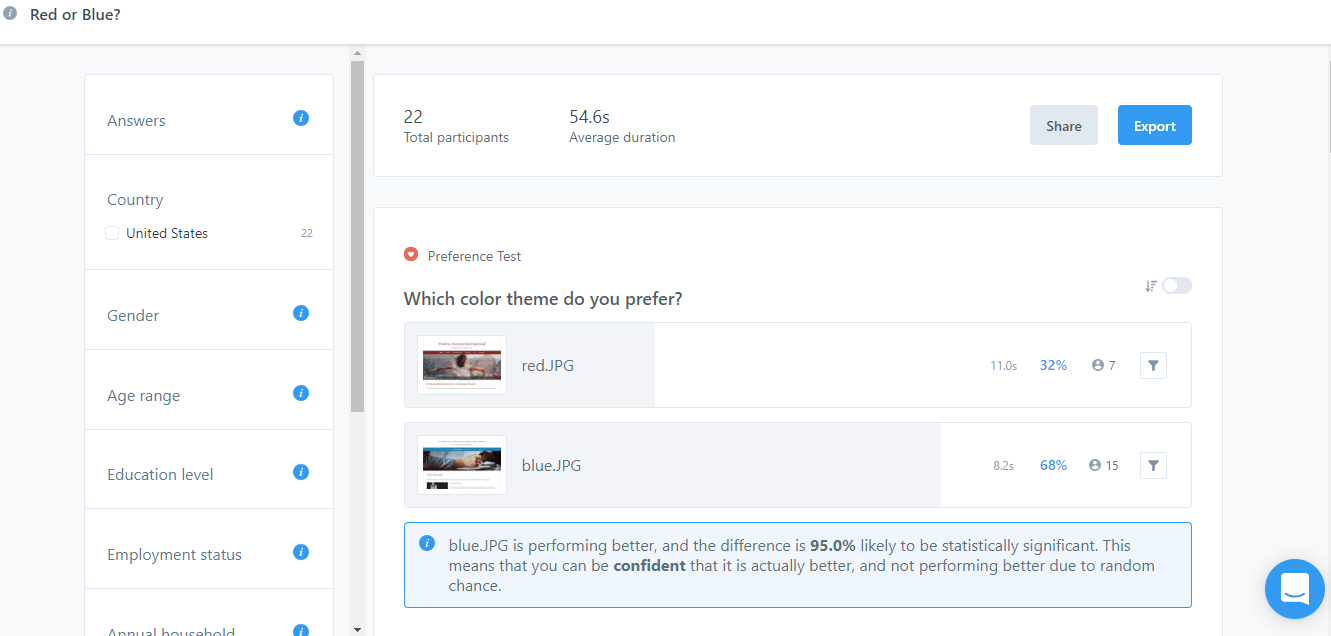 Red or Blue?
Answers
Country
United States 22
Gender
Age range
Education level
Employment status
Annual household
22
Total participants
54.6s
Average duration
Share
Export
Preference Test
Which color theme do you prefer?
red.JPG 11.0s 32% 7
blue.JPG 8.2s 68% 15
blue.JPG is performing better, and the difference is 95.0% likely to be statistically significant. This
means that you can be confident that it is actually better, and not performing better due to random
chance.